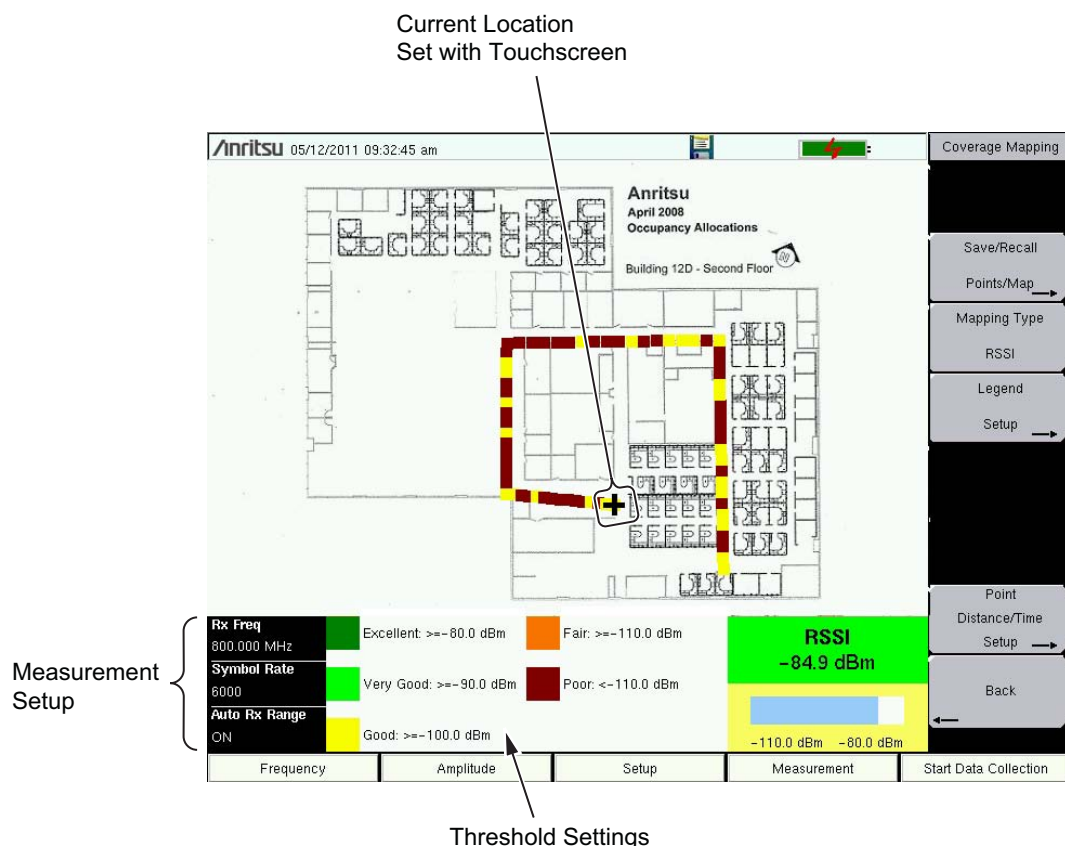 Current Location
Set with Touchscreen
Anritsu 05/12/2011 09:32:45 am
Coverage Mapping
Anritsu
April 2008
Occupancy Allocations
Building 12D - Second Floor
N
Save/Recall
Points/Map
Mapping Type
RSSI
Legend
Setup
Point
Distance/Time
Setup
Back
Measurement
Setup
Rx Freq
800.000 MHz
Symbol Rate
6000
Auto Rx Range
ON
Excellent: >=-80.0 dBm
Very Good: >=-90.0 dBm
Good: >=-100.0 dBm
Fair: >=-110.0 dBm
Poor: <-110.0 dBm
RSSI
-84.9 dBm
-110.0 dBm -80.0 dBm
Frequency
Amplitude
Setup
Measurement
Start Data Collection
Threshold Settings